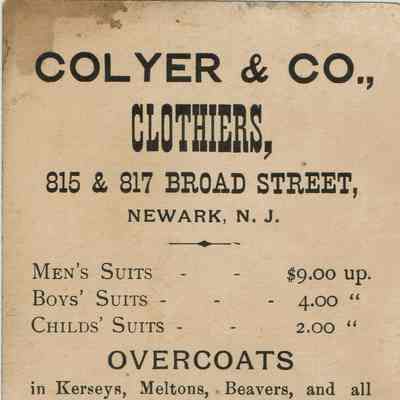 COLYER & CO.,
CLOTHIERS,
815 & 817 BROAD STREET,
NEWARK, N. J.
MEN'S SUITS - - $9.00 up.
BOYS' SUITS - - - 4.00 “
CHILDS' SUITS - - 2.00 “
OVERCOATS
in Kerseys, Meltons, Beavers, and all